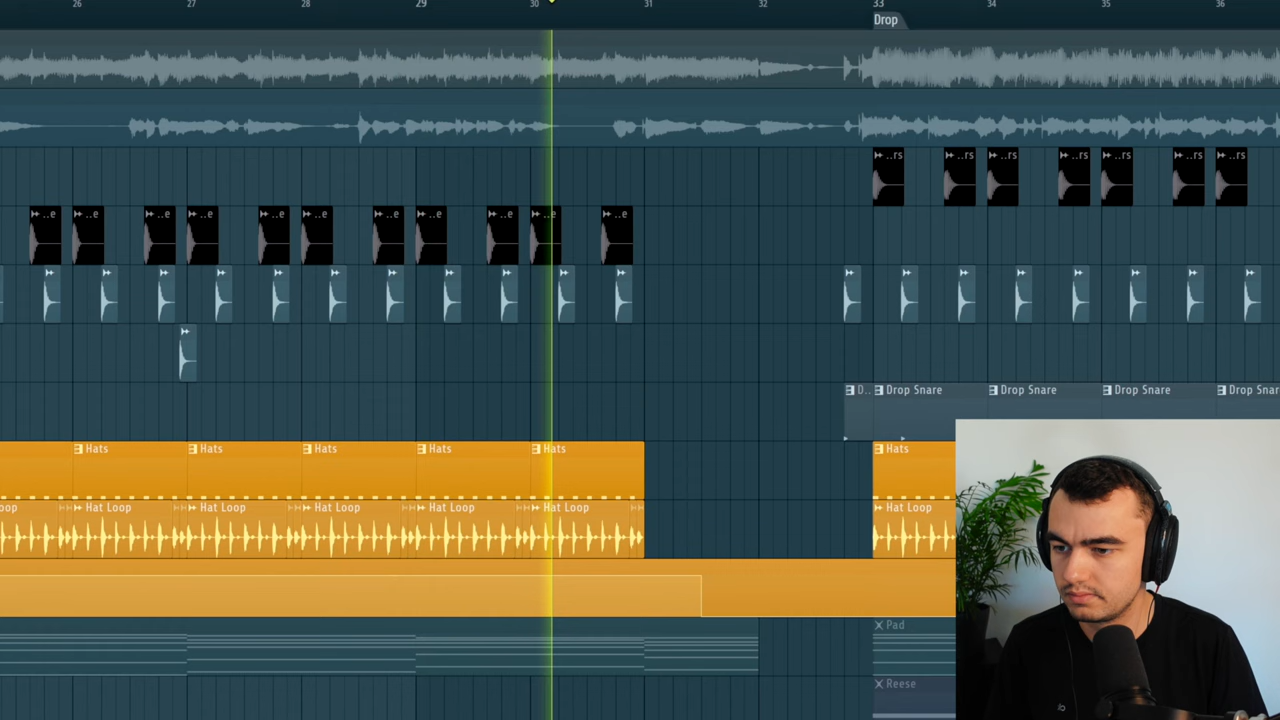 26 27 28 29 30 31 32 33 34 35 36
Drop
..rs ..rs ..rs ..rs ..rs ..rs ..rs
..e ..e ..e ..e ..e ..e ..e ..e ..e ..e ..e
D.. Drop Snare Drop Snare Drop Snare Drop Snar
Hats Hats Hats Hats Hats Hats
oop Hat Loop Hat Loop Hat Loop Hat Loop Hat Loop Hat Loop
Pad
Reese